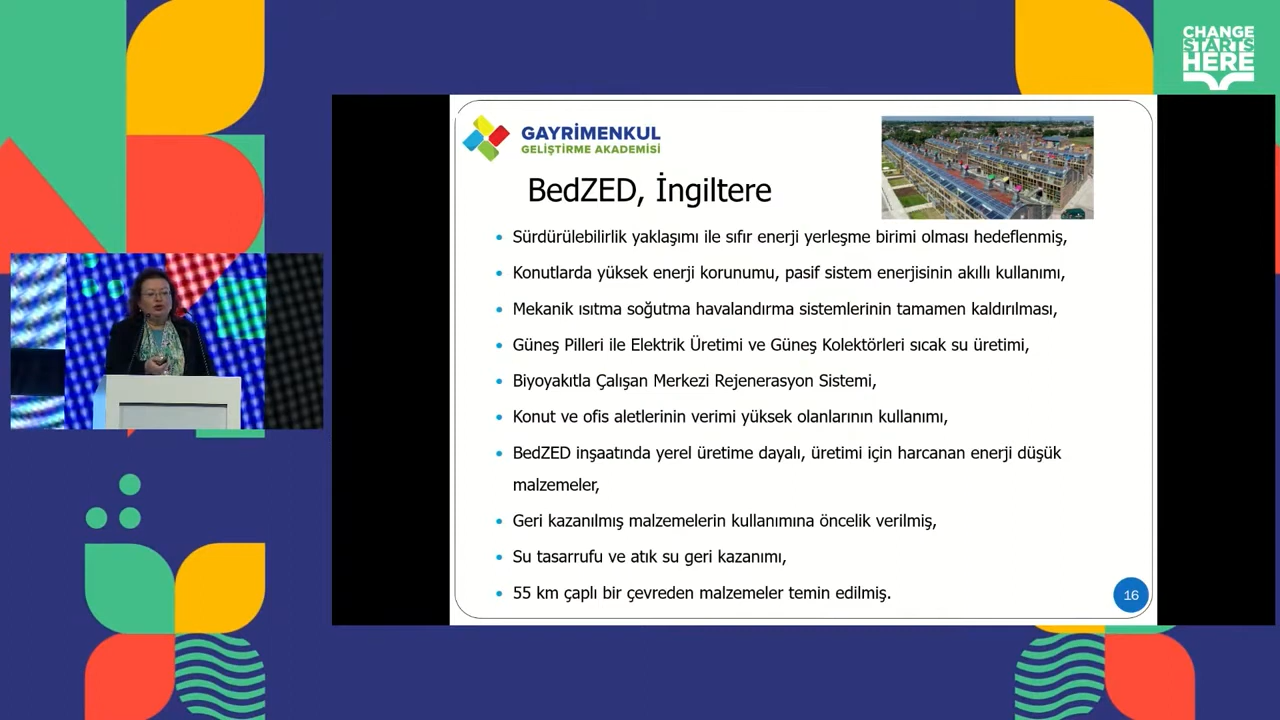 CHANGE
STARTS
HERE
GAYRİMENKUL
GELİŞTİRME AKADEMİSİ
BedZED, İngiltere
• Sürdürülebilirlik yaklaşımı ile sıfır enerji yerleşme birimi olması hedeflenmiş,
• Konutlarda yüksek enerji korunumu, pasif sistem enerjisinin akıllı kullanımı,
• Mekanik ısıtma soğutma havalandırma sistemlerinin tamamen kaldırılması,
• Güneş Pilleri ile Elektrik Üretimi ve Güneş Kolektörleri sıcak su üretimi,
• Biyoyakıtla Çalışan Merkezi Rejenerasyon Sistemi,
• Konut ve ofis aletlerinin verimi yüksek olanlarının kullanımı,
• BedZED inşaatında yerel üretime dayalı, üretimi için harcanan enerji düşük
malzemeler,
• Geri kazanılmış malzemelerin kullanımına öncelik verilmiş,
• Su tasarrufu ve atık su geri kazanımı,
• 55 km çaplı bir çevreden malzemeler temin edilmiş.
16